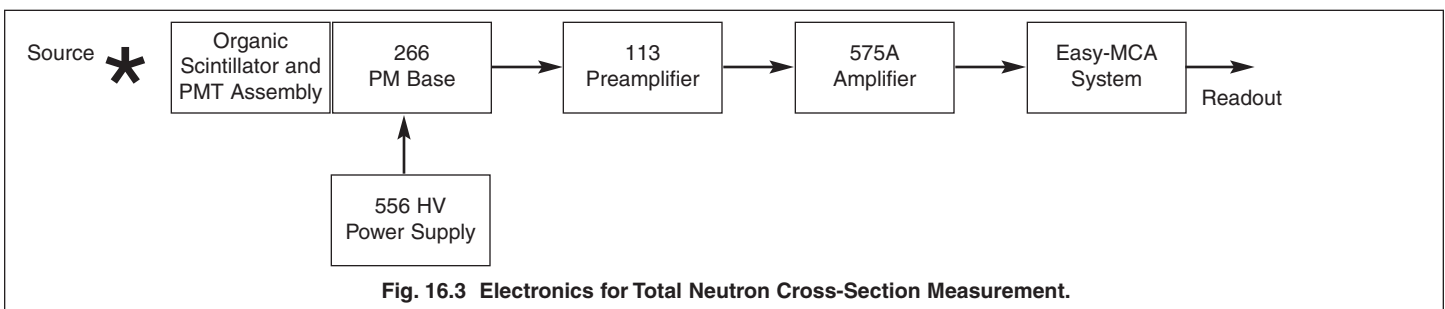 Source
Organic
Scintillator and
PMT Assembly
266
PM Base
113
Preamplifier
575A
Amplifier
Easy-MCA
System
Readout
556 HV
Power Supply
Fig. 16.3 Electronics for Total Neutron Cross-Section Measurement.